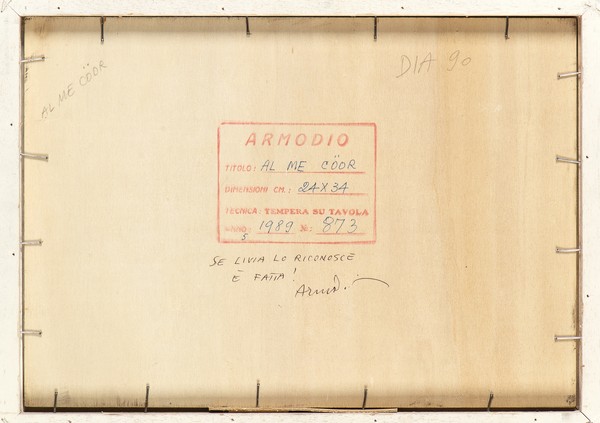 AL ME CÖOR
DIA 90
ARMODIO
TITOLO: AL ME CÖOR
DIMENSIONI CM.: 24X34
TECNICA: TEMPERA SU TAVOLA
ANNO: 1989 N: 873
S
SE LIVIA LO RICONOSCE
È FATTA!